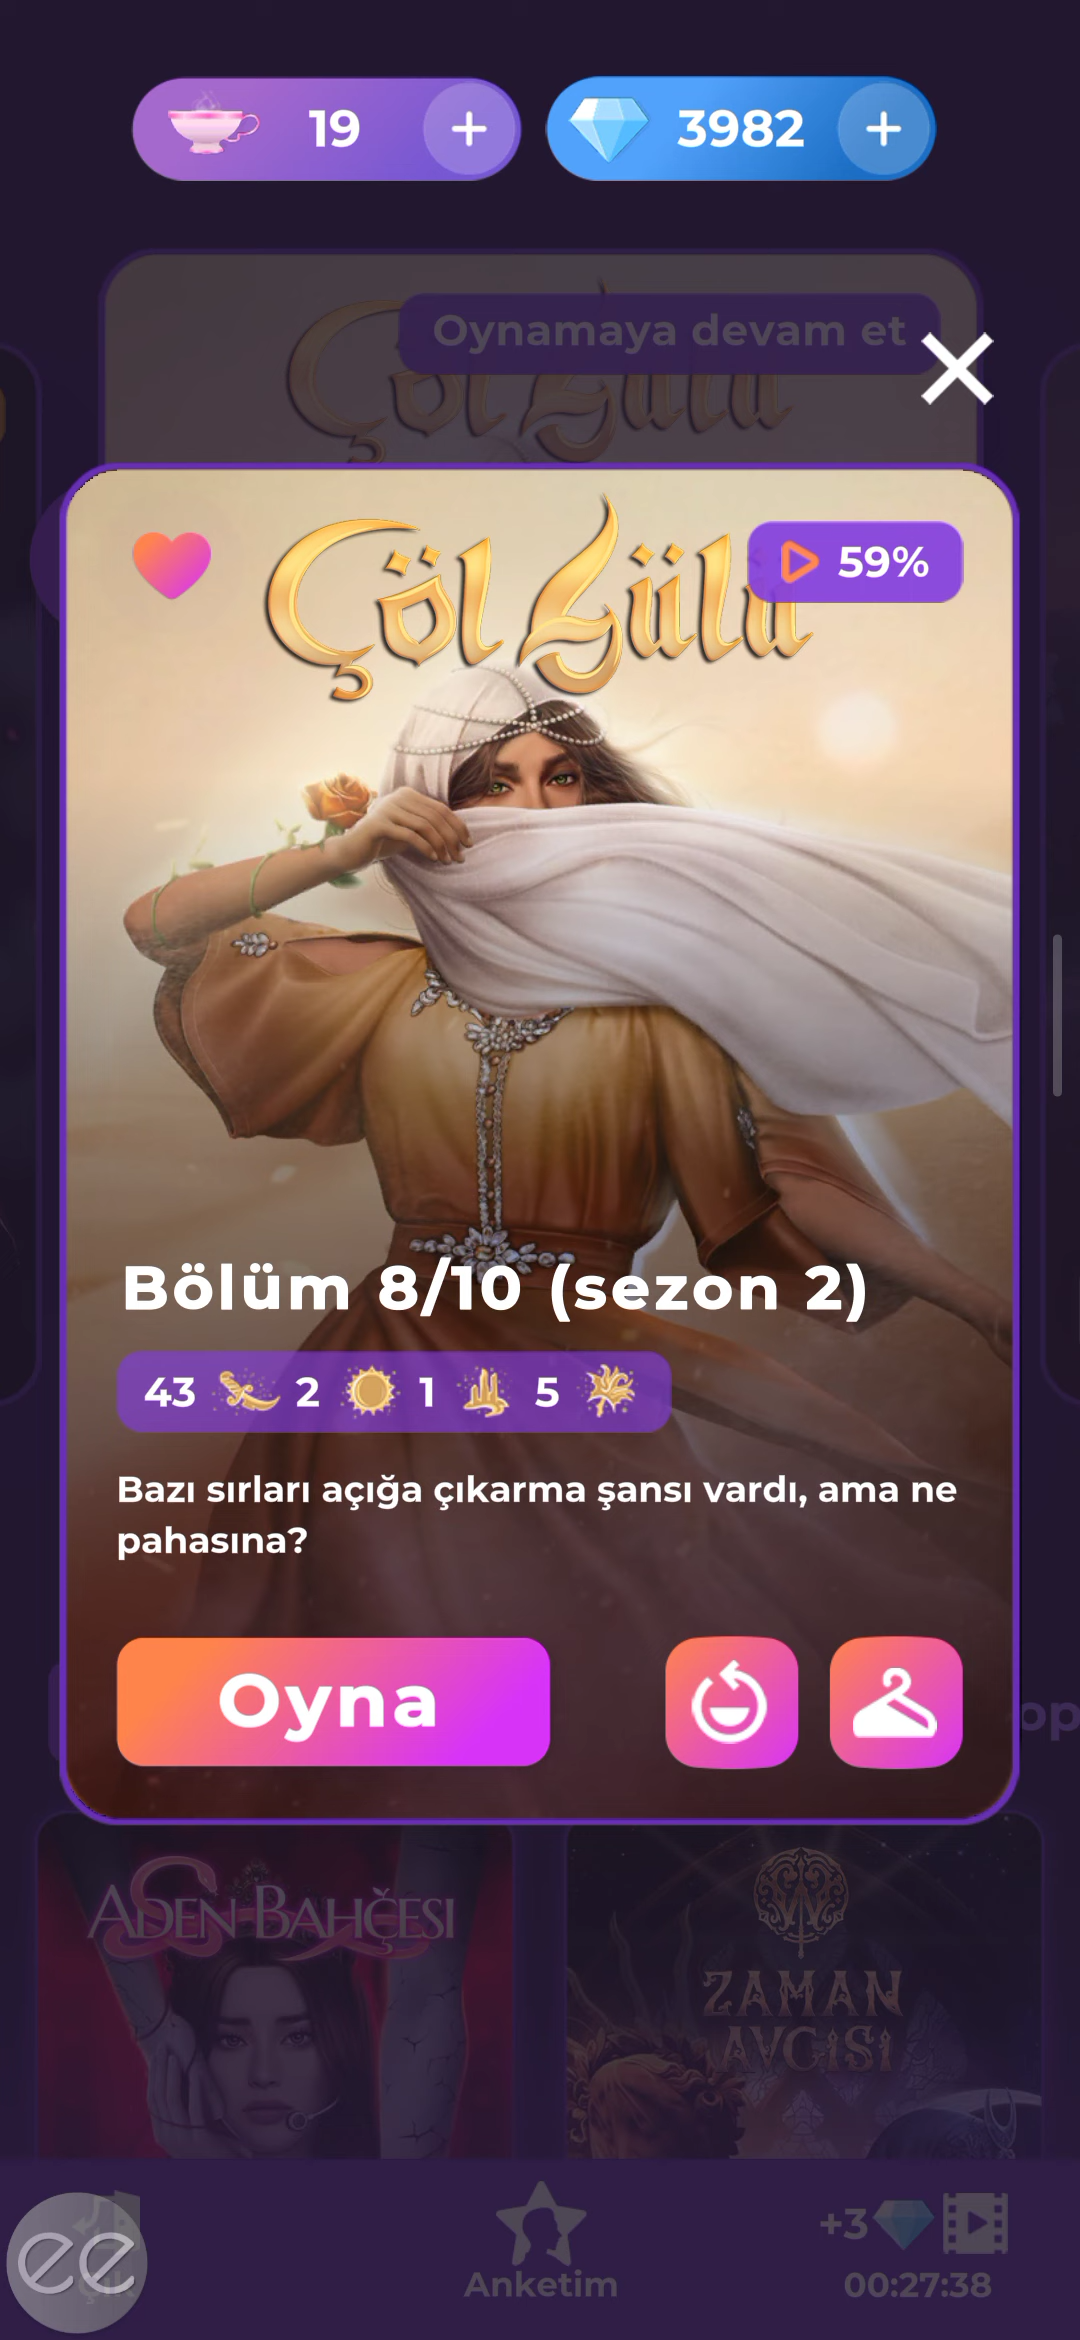 19
3982
Oynamaya devam et
Çöl Gülü
59%
Bölüm 8/10 (sezon 2)
43 2 1 5
Bazı sırları açığa çıkarma şansı vardı, ama ne
pahasına?
Oyna
ADEN BAHÇESI
ZAMAN
AVCISI
ee
Anketim
+3
00:27:38